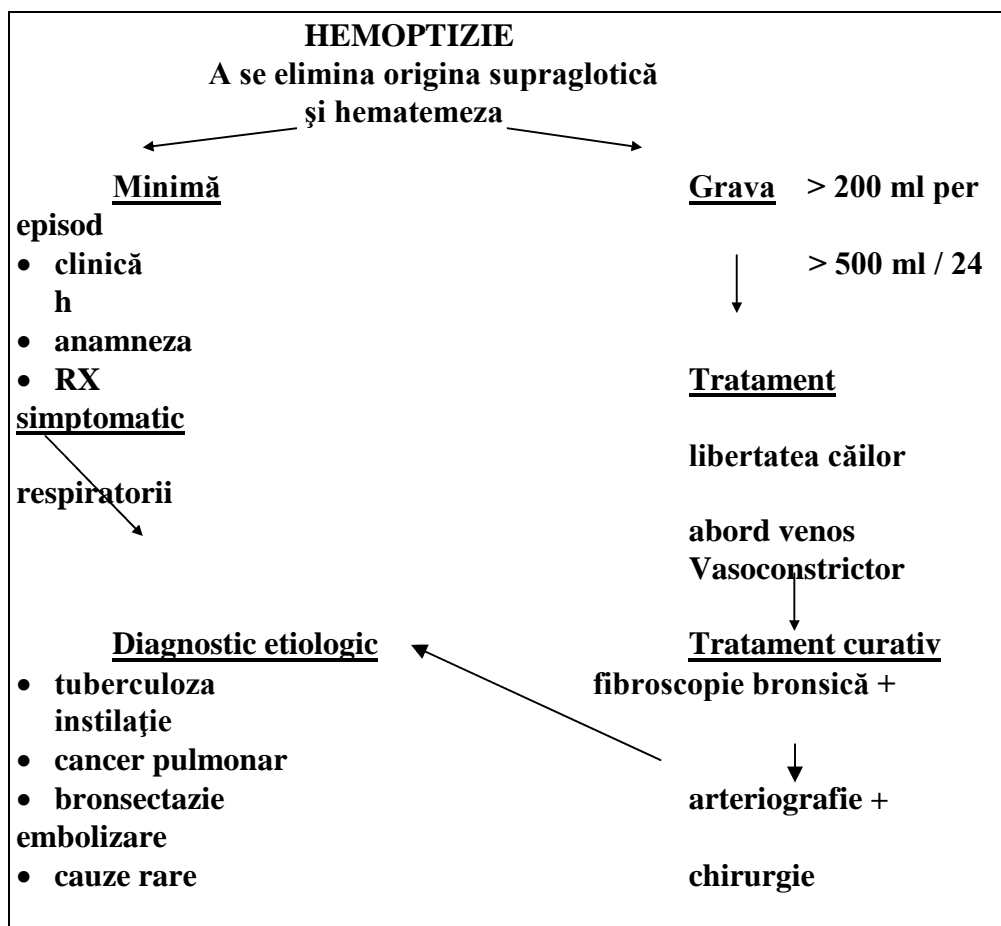 HEMOPTIZIE
A se elimina origina supraglotică
şi hematemeza
Minimă Grava > 200 ml per
episod
• clinică > 500 ml / 24
h
• anamneza
• RX Tratament
simptomatic
libertatea căilor
respiratorii
abord venos
Vasoconstrictor
Diagnostic etiologic Tratament curativ
• tuberculoza fibroscopie bronsică +
instilaţie
• cancer pulmonar
• bronsectazie arteriografie +
embolizare
• cauze rare chirurgie